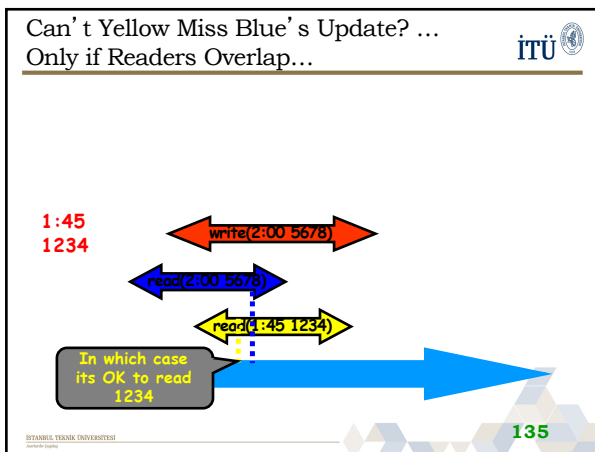 Can't Yellow Miss Blue's Update? ...
Only if Readers Overlap...
İTÜ
1:45
1234
write(2:00 5678)
read(2:00 5678)
read(1:45 1234)
In which case
its OK to read
1234
İSTANBUL TEKNİK ÜNİVERSİTESİ
135